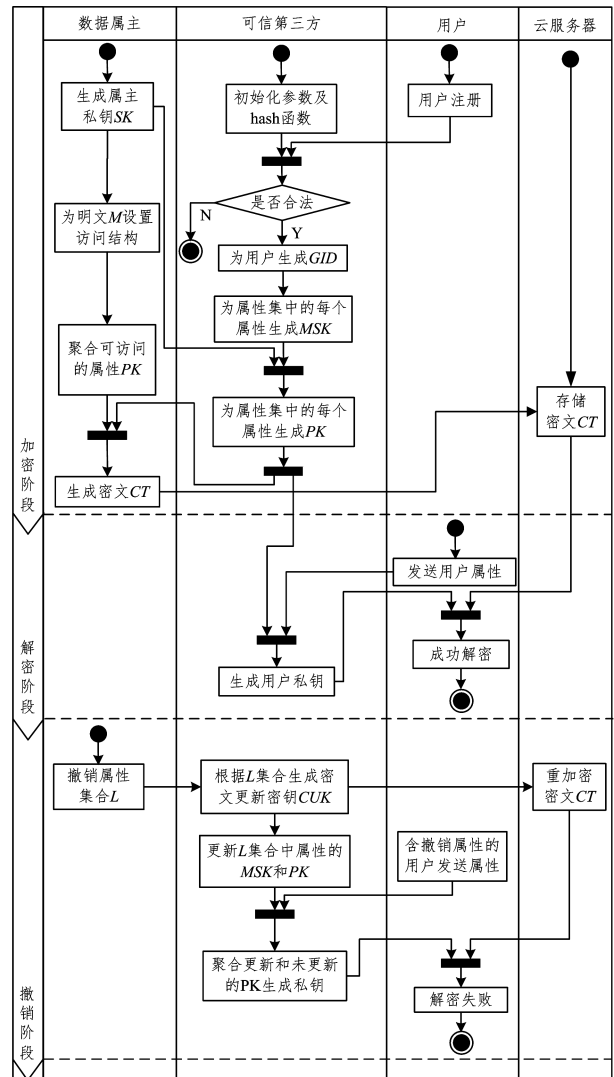 数据属主
可信第三方
用户
云服务器
生成属主
私钥SK
初始化参数及
hash函数
用户注册
是否合法
N
Y
为明文M设置
访问结构
为用户生成GID
为属性集中的每个
属性生成MSK
聚合可访问
的属性PK
为属性集中的每个
属性生成PK
存储
密文CT
生成密文CT
加
密
阶
段
发送用户属性
生成用户私钥
成功解密
解
密
阶
段
撤销属性
集合L
根据L集合生成密
文更新密钥CUK
重加密
密文CT
更新L集合中属性的
MSK和PK
含撤销属性的
用户发送属性
聚合更新和未更新
的PK生成私钥
解密失败
撤
销
阶
段